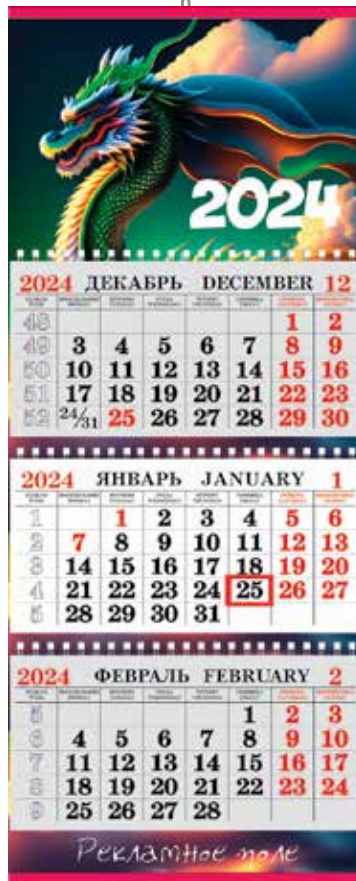 2024
2024 ДЕКАБРЬ DECEMBER 12
48 1 2
49 3 4 5 6 7 8 9
50 10 11 12 13 14 15 16
51 17 18 19 20 21 22 23
52 24/31 25 26 27 28 29 30
2024 ЯНВАРЬ JANUARY 1
1 1 2 3 4 5 6
2 7 8 9 10 11 12 13
3 14 15 16 17 18 19 20
4 21 22 23 24 25 26 27
5 28 29 30 31
2024 ФЕВРАЛЬ FEBRUARY 2
5 1 2 3
6 4 5 6 7 8 9 10
7 11 12 13 14 15 16 17
8 18 19 20 21 22 23 24
9 25 26 27 28
Рекламное поле